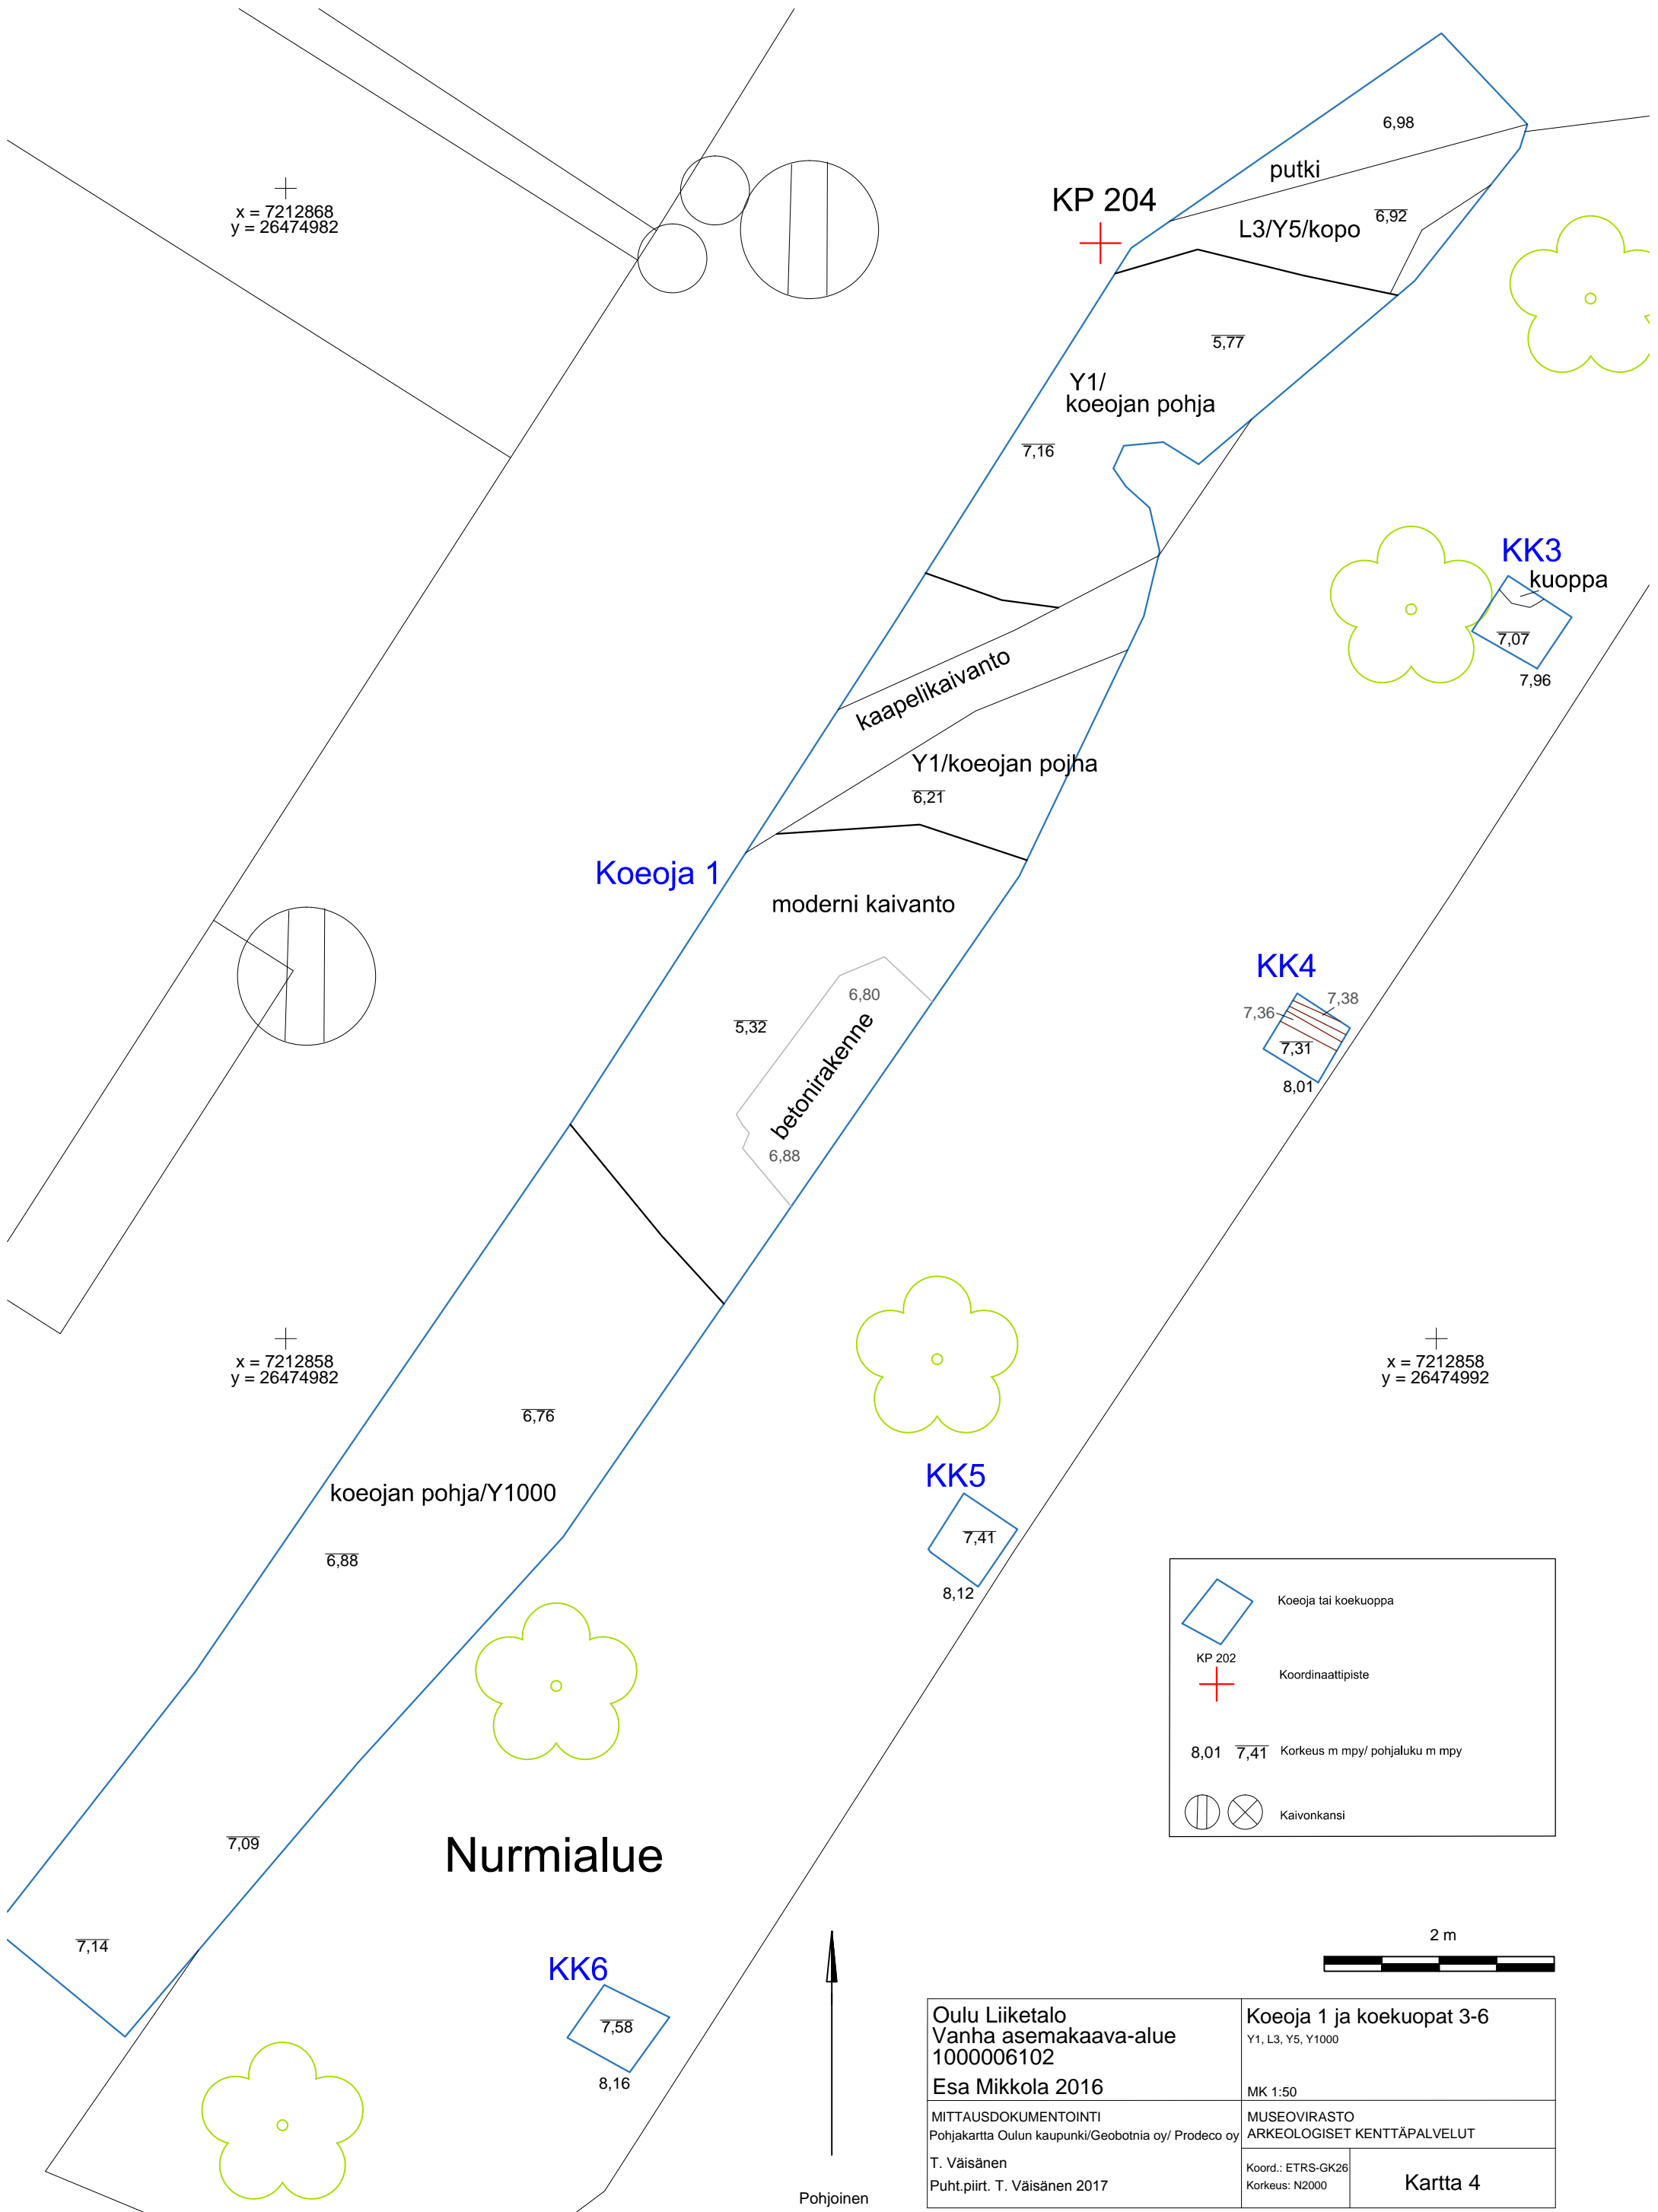 6,98
putki
KP 204
6,92
L3/Y5/kopo
x = 7212868
y = 26474982
5,77
Y1/
koeojan pohja
7,16
KK3
kuoppa
7,07
7,96
kaapelikaivanto
Y1/koeojan pojha
6,21
Koeoja 1
moderni kaivanto
KK4
6,80
7,38
7,36
5,32
betonirakenne
7,31
8,01
6,88
x = 7212858
y = 26474982
x = 7212858
y = 26474992
6,76
KK5
koeojan pohja/Y1000
7,41
6,88
8,12
Koeoja tai koekuoppa
KP 202
Koordinaattipiste
8,01 7,41 Korkeus m mpy/ pohjaluku m mpy
Kaivonkansi
7,09
Nurmialue
7,14
2 m
KK6
7,58
8,16
Oulu Liiketalo
Vanha asemakaava-alue
1000006102
Esa Mikkola 2016
Koeoja 1 ja koekuopat 3-6
Y1, L3, Y5, Y1000
MK 1:50
MITTAUSDOKUMENTOINTI
Pohjakartta Oulun kaupunki/Geobotnia oy/ Prodeco oy
MUSEOVIRASTO
ARKEOLOGISET KENTTÄPALVELUT
T. Väisänen
Puht.piirt. T. Väisänen 2017
Koord.: ETRS-GK26
Korkeus: N2000
Kartta 4
Pohjoinen